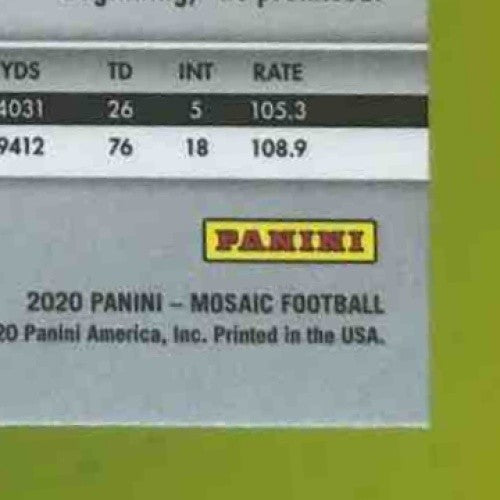 YDS TD INT RATE
4031 26 5 105.3
9412 76 18 108.9
PANINI
2020 PANINI – MOSAIC FOOTBALL
20 Panini America, Inc. Printed in the USA.